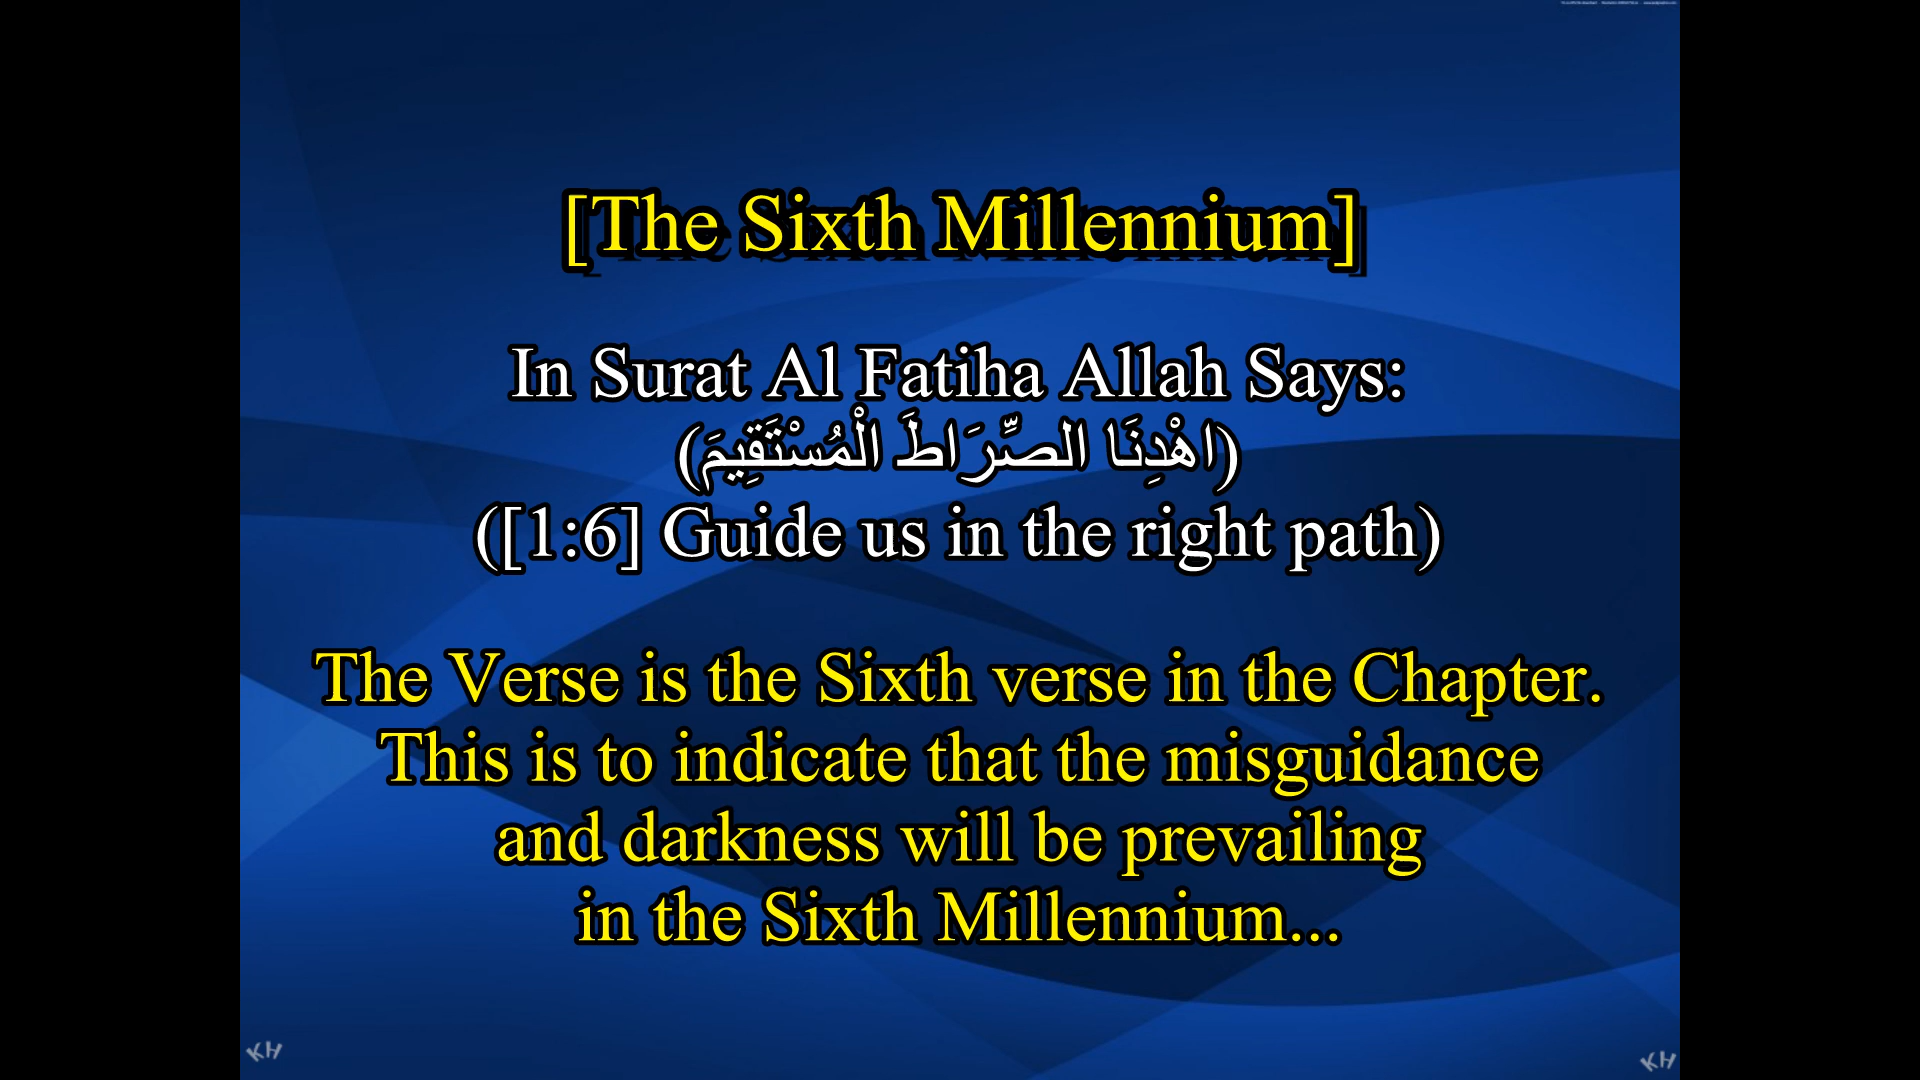 [The Sixth Millennium]
In Surat Al Fatiha Allah Says:
(اهْدِنَا الصِّرَاطَ الْمُسْتَقِيمَ)
([1:6] Guide us in the right path)
The Verse is the Sixth verse in the Chapter.
This is to indicate that the misguidance
and darkness will be prevailing
in the Sixth Millennium...
KH
KH